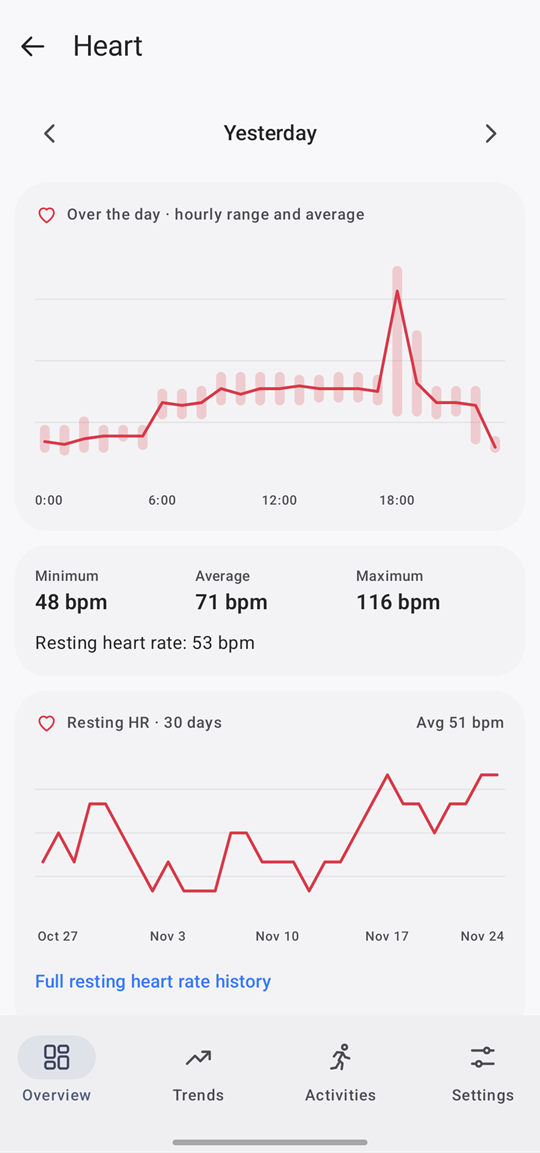 Heart
Yesterday
Over the day · hourly range and average
0:00 6:00 12:00 18:00
Minimum Average Maximum
48 bpm 71 bpm 116 bpm
Resting heart rate: 53 bpm
Resting HR · 30 days Avg 51 bpm
Oct 27 Nov 3 Nov 10 Nov 17 Nov 24
Full resting heart rate history
Overview Trends Activities Settings